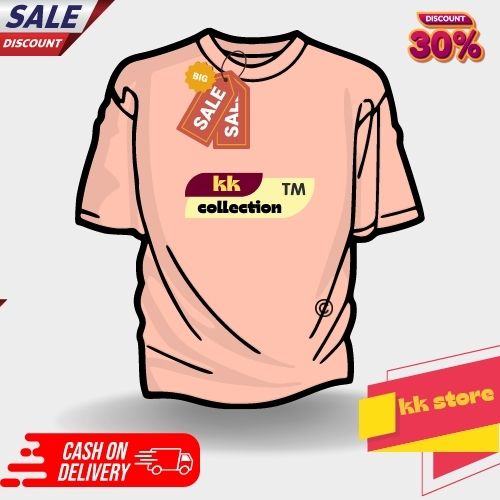 SALE
DISCOUNT
DISCOUNT
30%
BIG
SALE
SALE
kk
TM
collection
©
kk store
CASH ON
DELIVERY